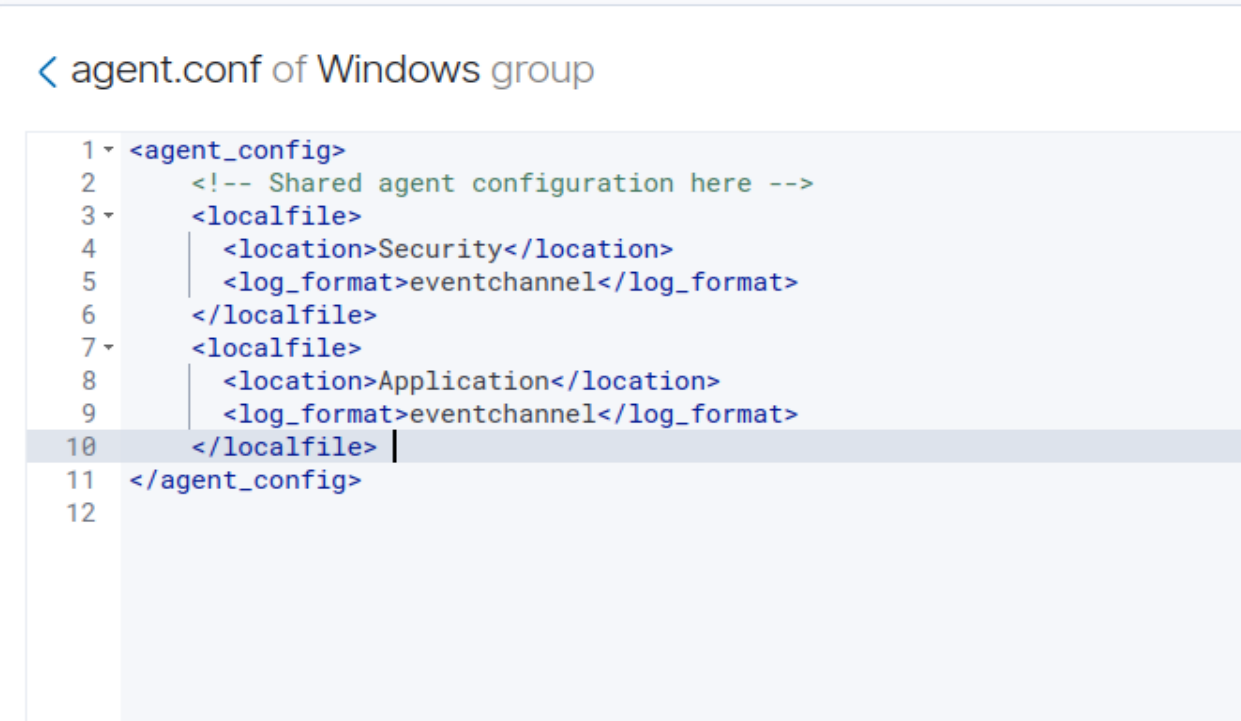 < agent.conf of Windows group
1 <agent_config>
2 <!-- Shared agent configuration here -->
3 <localfile>
4 <location>Security</location>
5 <log_format>eventchannel</log_format>
6 </localfile>
7 <localfile>
8 <location>Application</location>
9 <log_format>eventchannel</log_format>
10 </localfile>
11 </agent_config>
12